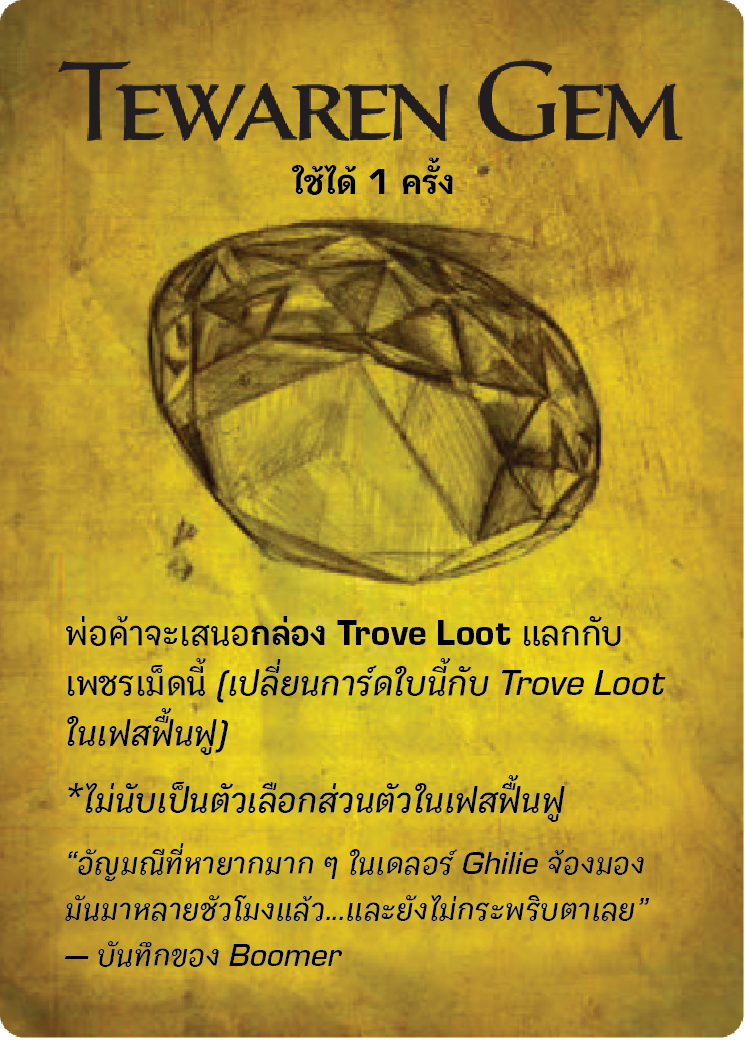 TEWAREN GEM
ใช้ได้ 1 ครั้ง
พ่อค้าจะเสนอกล่อง Trove Loot แลกกับ
เพชรเม็ดนี้ (เปลี่ยนการ์ดใบนี้กับ Trove Loot
ในเฟสฟื้นฟู)
*ไม่นับเป็นตัวเลือกส่วนตัวในเฟสฟื้นฟู
“อัญมณีที่หายากมาก ๆ ในเดลอร์ Ghilie จ้องมอง
มันมาหลายชัวโมงแล้ว...และยังไม่กระพริบตาเลย”
— บันทึกของ Boomer